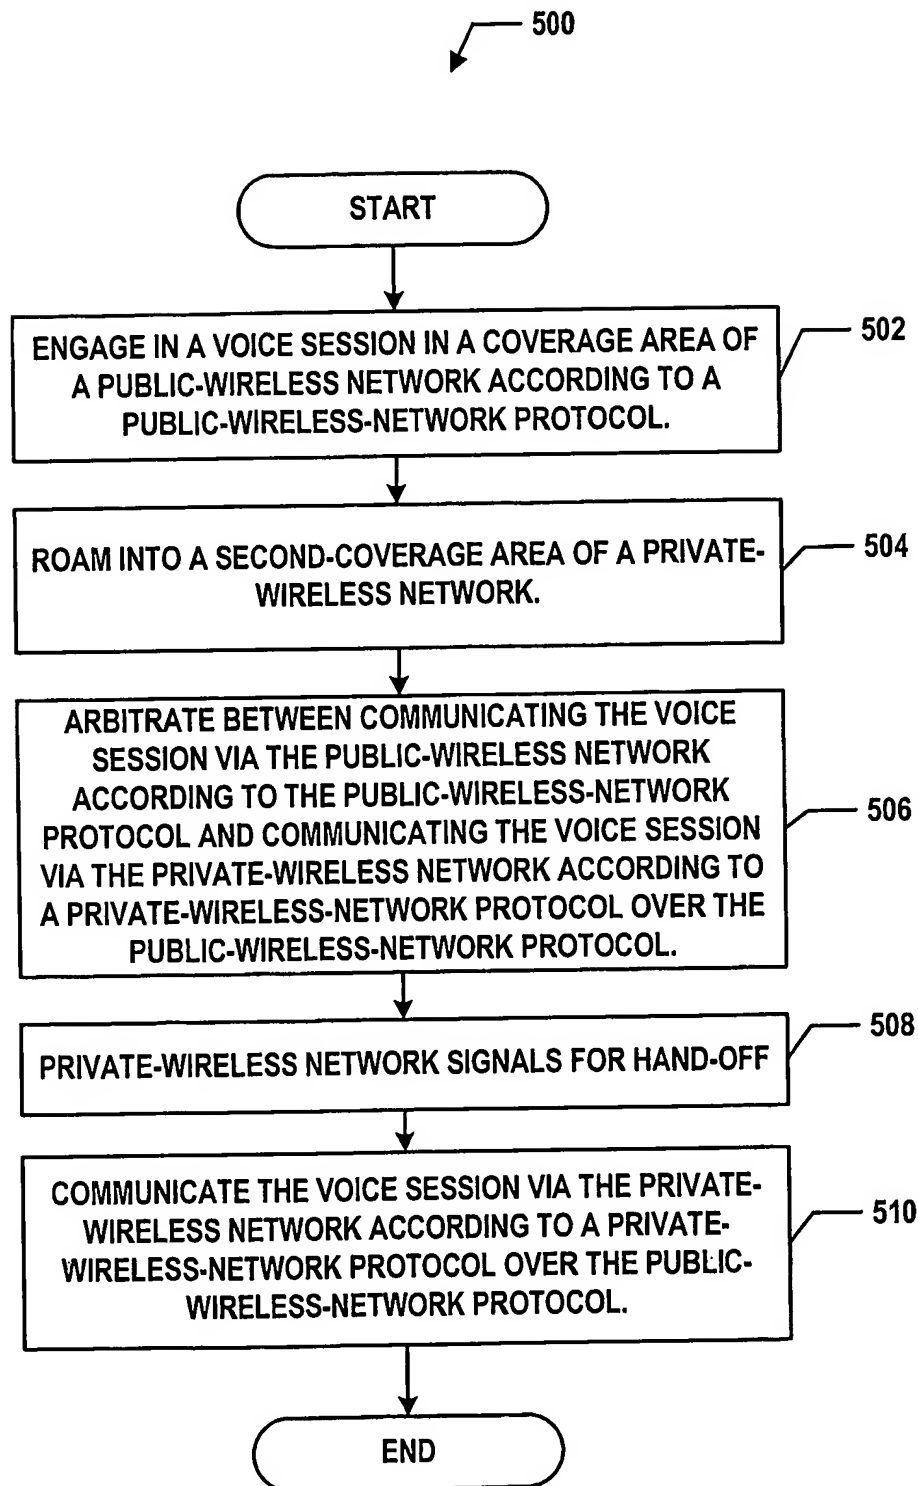 500
START
ENGAGE IN A VOICE SESSION IN A COVERAGE AREA OF
A PUBLIC-WIRELESS NETWORK ACCORDING TO A
PUBLIC-WIRELESS-NETWORK PROTOCOL.
502
ROAM INTO A SECOND-COVERAGE AREA OF A PRIVATE-
WIRELESS NETWORK.
504
ARBITRATE BETWEEN COMMUNICATING THE VOICE
SESSION VIA THE PUBLIC-WIRELESS NETWORK
ACCORDING TO THE PUBLIC-WIRELESS-NETWORK
PROTOCOL AND COMMUNICATING THE VOICE SESSION
VIA THE PRIVATE-WIRELESS NETWORK ACCORDING TO
A PRIVATE-WIRELESS-NETWORK PROTOCOL OVER THE
PUBLIC-WIRELESS-NETWORK PROTOCOL.
506
PRIVATE-WIRELESS NETWORK SIGNALS FOR HAND-OFF
508
COMMUNICATE THE VOICE SESSION VIA THE PRIVATE-
WIRELESS NETWORK ACCORDING TO A PRIVATE-
WIRELESS-NETWORK PROTOCOL OVER THE PUBLIC-
WIRELESS-NETWORK PROTOCOL.
510
END